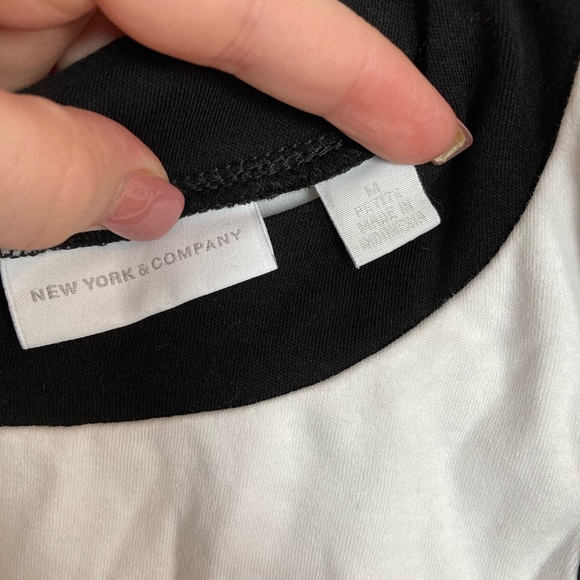 NEW YORK & COMPANY
M
PETITE
MADE IN
INDONESIA